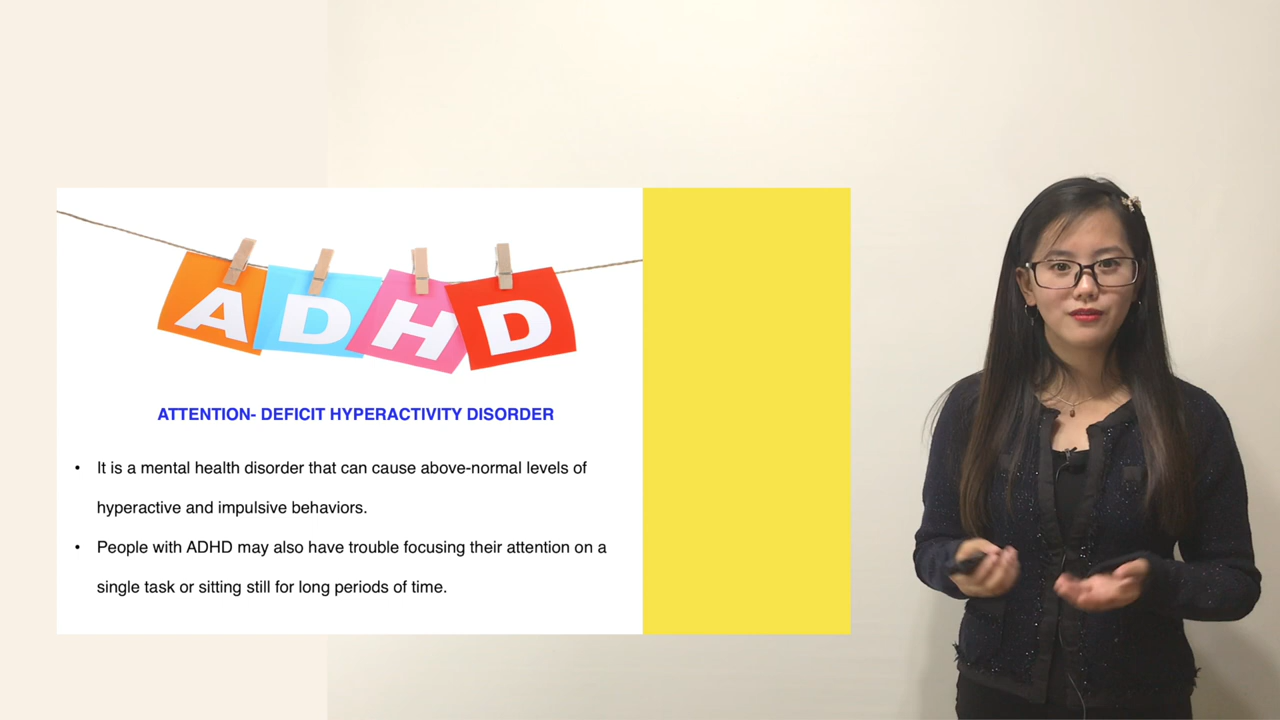 ADHD
ATTENTION- DEFICIT HYPERACTIVITY DISORDER
• It is a mental health disorder that can cause above-normal levels of
hyperactive and impulsive behaviors.
• People with ADHD may also have trouble focusing their attention on a
single task or sitting still for long periods of time.